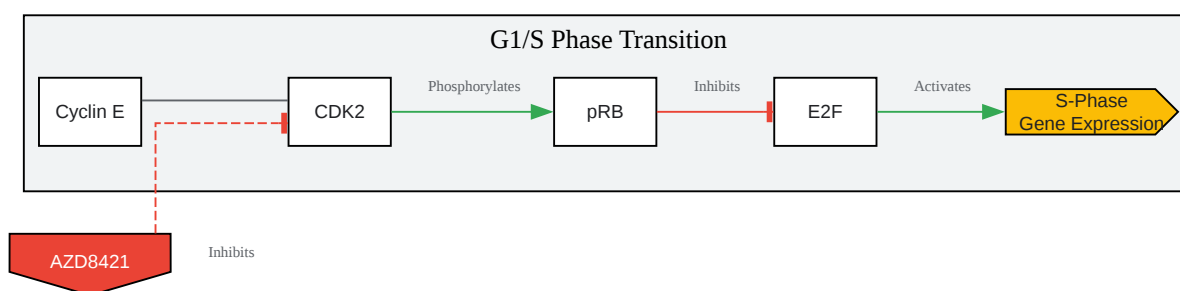 G1/S Phase Transition
Phosphorylates
Inhibits
Activates
Cyclin E
CDK2
pRB
E2F
S-Phase
Gene Expression
AZD8421
Inhibits